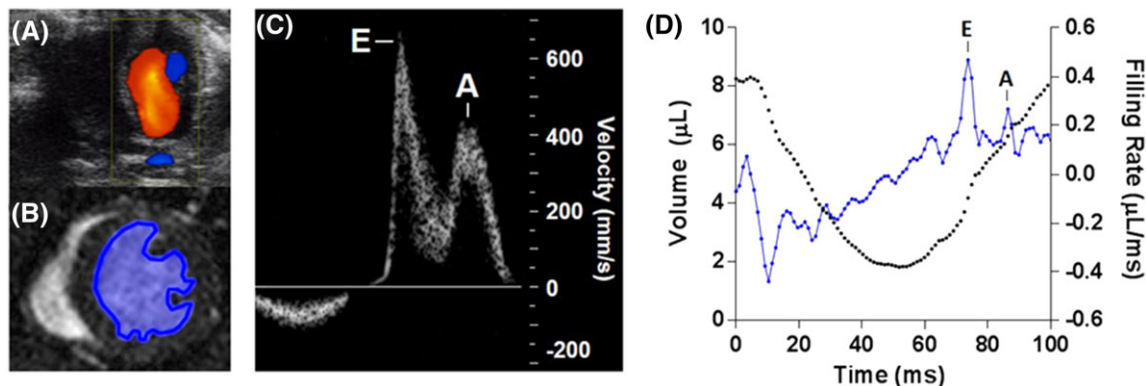 (A)
(B)
(C)
E
A
600
400
200
0
-200
Velocity (mm/s)
(D)
10
8
6
4
2
0
Volume (μL)
E
A
0.6
0.4
0.2
0.0
-0.2
-0.4
-0.6
Filling Rate (μL/ms)
0 20 40 60 80 100
Time (ms)